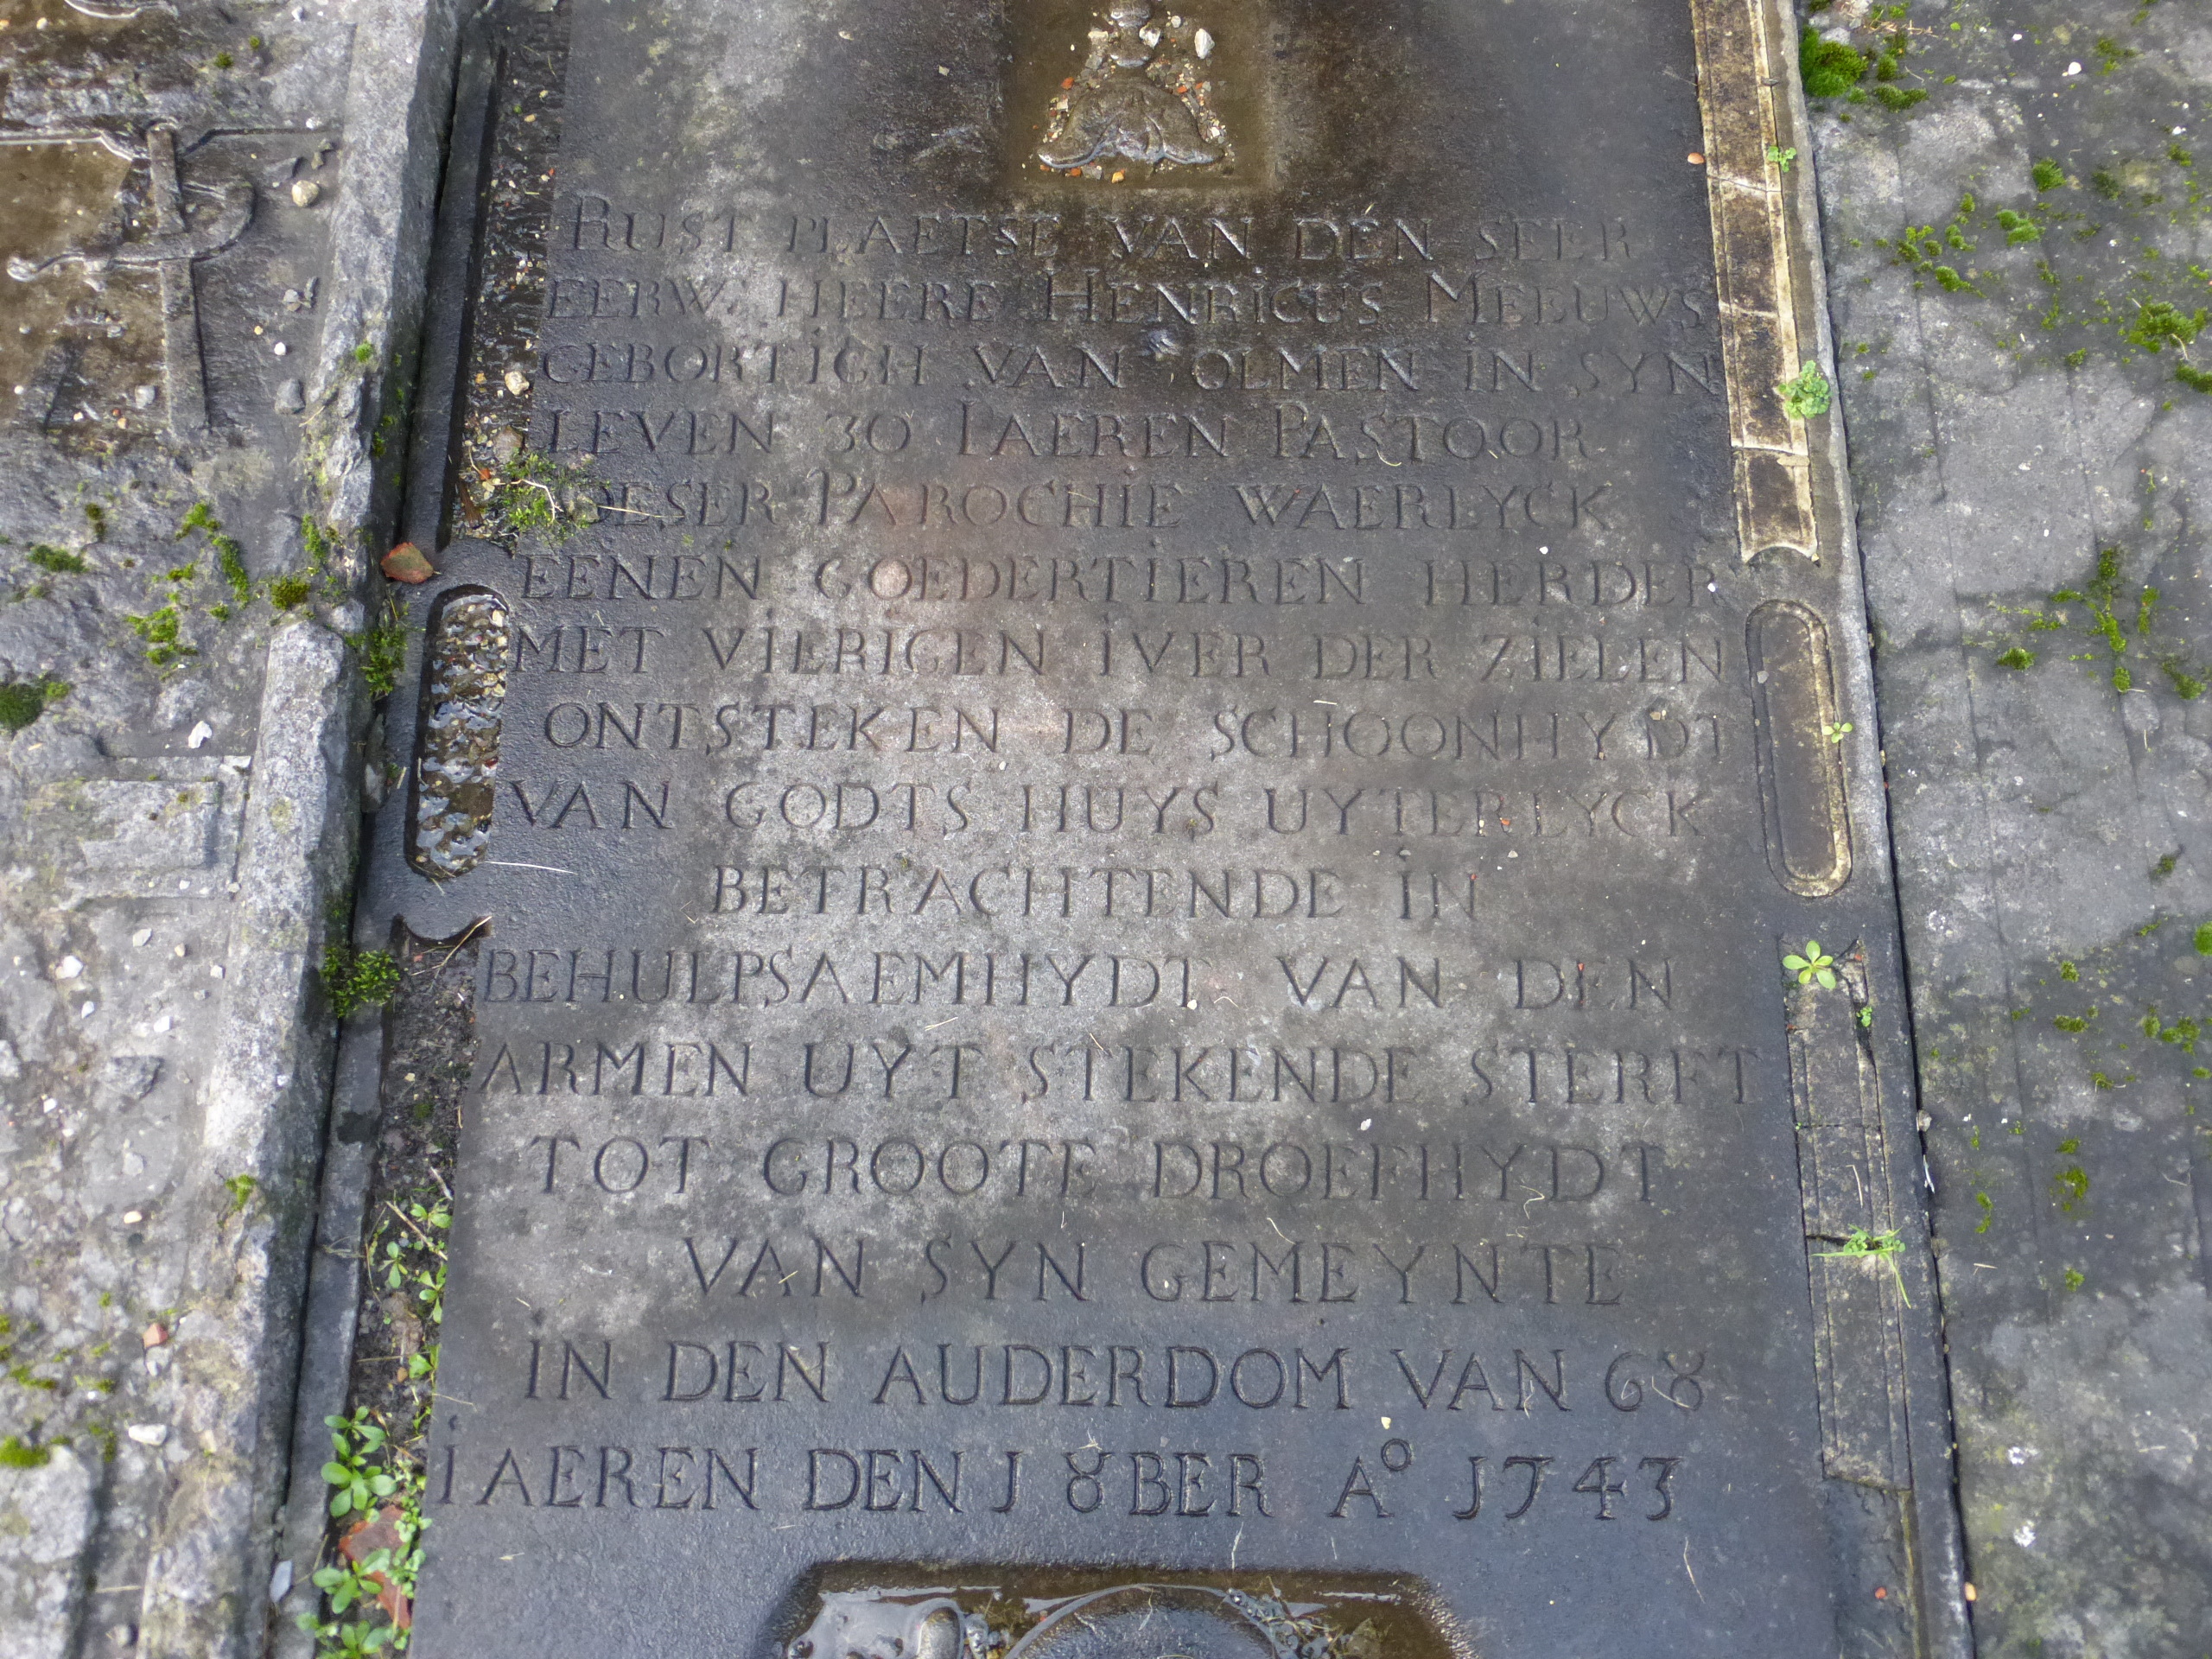 RUST PLAETSE VAN DEN SEER
EERW HEERE HENRICUS MEEUWS
GEBORTICH VAN OLMEN IN SYN
LEVEN 30 IAEREN PASTOOR
DESER PAROCHIE WAERLYCK
EENEN GOEDERTIEREN HERDER
MET VIERIGEN IVER DER ZIELEN
ONTSTEKEN DE SCHOONHYDT
VAN GODTS HUYS UYTERLYCK
BETRACHTENDE IN
BEHULPSAEMHYDT VAN DEN
ARMEN UYT STEKENDE STERFT
TOT GROOTE DROEFHYDT
VAN SYN GEMEYNTE
IN DEN AUDERDOM VAN 68
IAEREN DEN 1 8BER Aº 1743